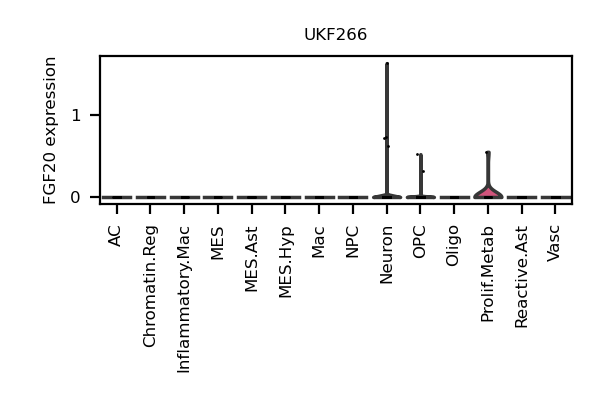 UKF266
FGF20 expression
1
0
AC
Chromatin.Reg
Inflammatory.Mac
MES
MES.Ast
MES.Hyp
Mac
NPC
Neuron
OPC
Oligo
Prolif.Metab
Reactive.Ast
Vasc